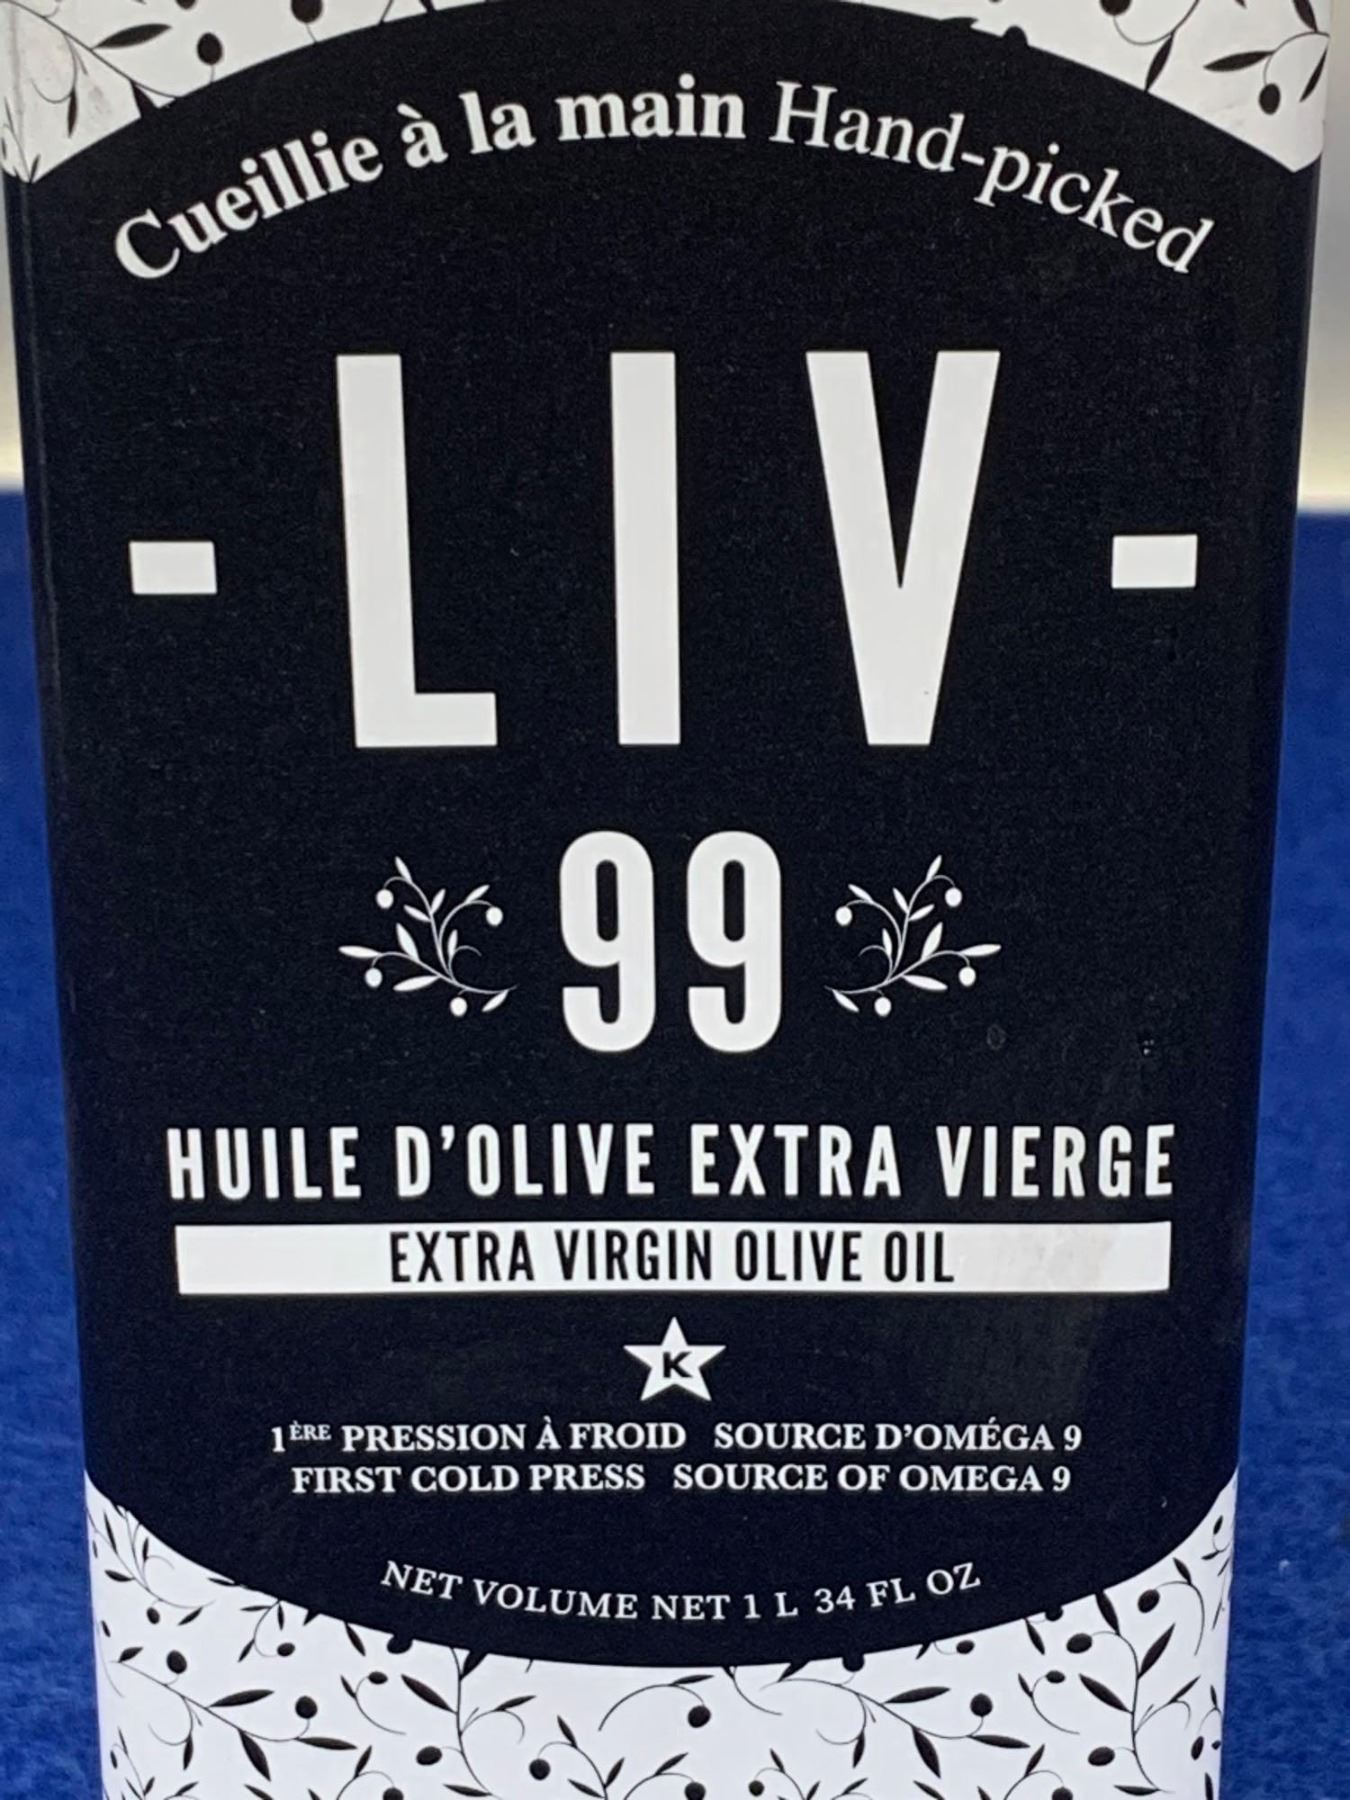 Cueillie à la main Hand-picked
- LIV -
99
HUILE D'OLIVE EXTRA VIERGE
EXTRA VIRGIN OLIVE OIL
K
1ÈRE PRESSION À FROID SOURCE D'OMÉGA 9
FIRST COLD PRESS SOURCE OF OMEGA 9
NET VOLUME NET 1 L 34 FL OZ